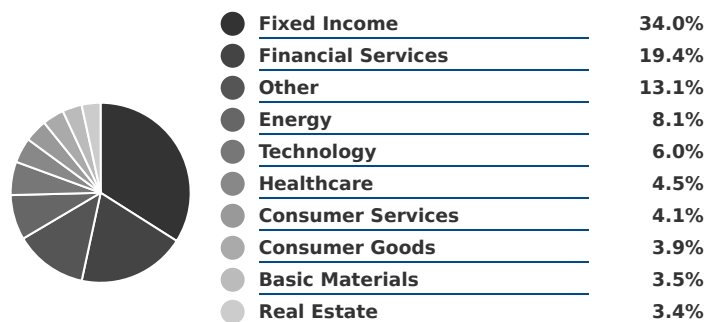 Fixed Income 34.0%
Financial Services 19.4%
Other 13.1%
Energy 8.1%
Technology 6.0%
Healthcare 4.5%
Consumer Services 4.1%
Consumer Goods 3.9%
Basic Materials 3.5%
Real Estate 3.4%